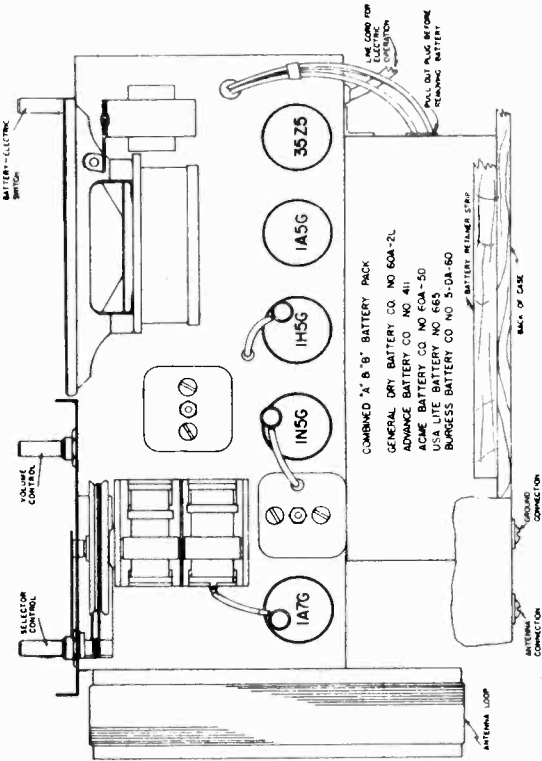 BATTERY-ELECTRIC
SWITCH
VOLUME
CONTROL
SELECTOR
CONTROL
LINE CORD FOR
ELECTRIC
OPERATION
PULL OUT PLUG BEFORE
REMOVING BATTERY
35Z5
1A5G
1H5G
1N5G
1A7G
COMBINED "A" & "B" BATTERY PACK
GENERAL DRY BATTERY CO. NO 60A-2L
ADVANCE BATTERY CO NO 411
ACME BATTERY CO. NO 60A-50
USA LITE BATTERY NO 665
BURGESS BATTERY CO NO 5-DA-60
BATTERY RETAINER STRIP
BACK OF CASE
GROUND
CONNECTION
ANTENNA
CONNECTION
ANTENNA LOOP